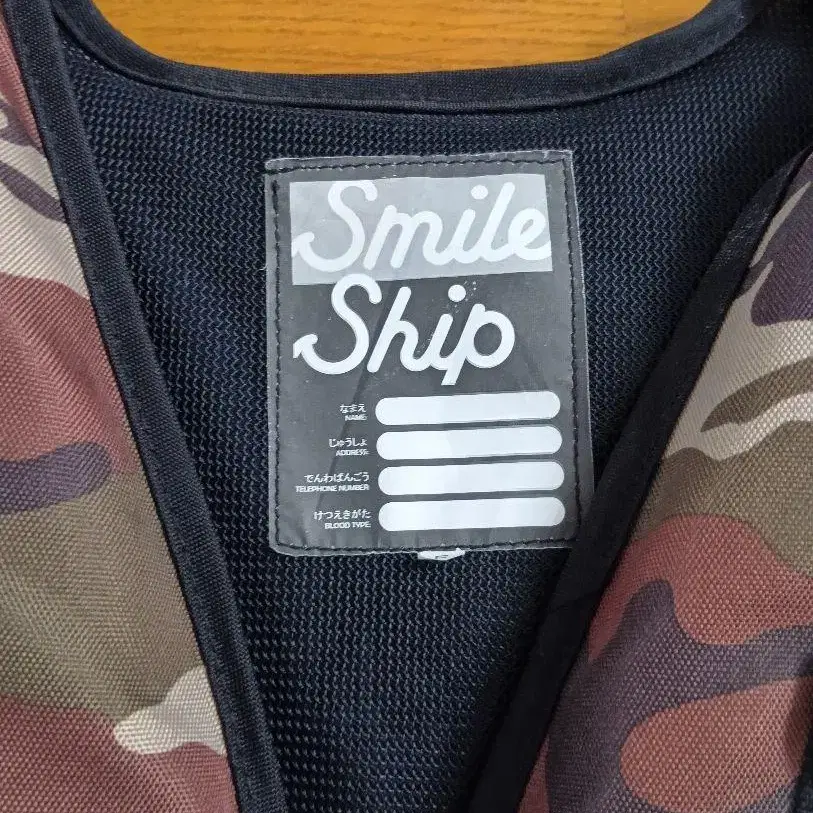 Smile
Ship
なまえ
NAME:
じゅうしょ
ADDRESS:
でんわばんごう
TELEPHONE NUMBER
けつえきがた
BLOOD TYPE: